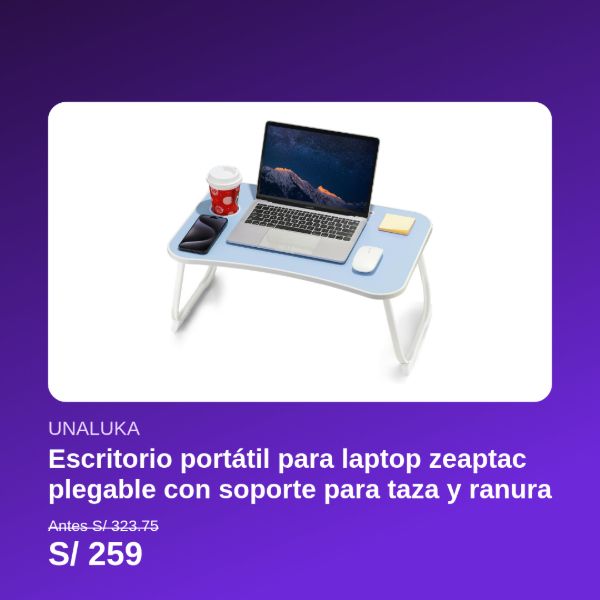 UNALUKA
Escritorio portátil para laptop zeaptac
plegable con soporte para taza y ranura
Antes S/ 323.75
S/ 259